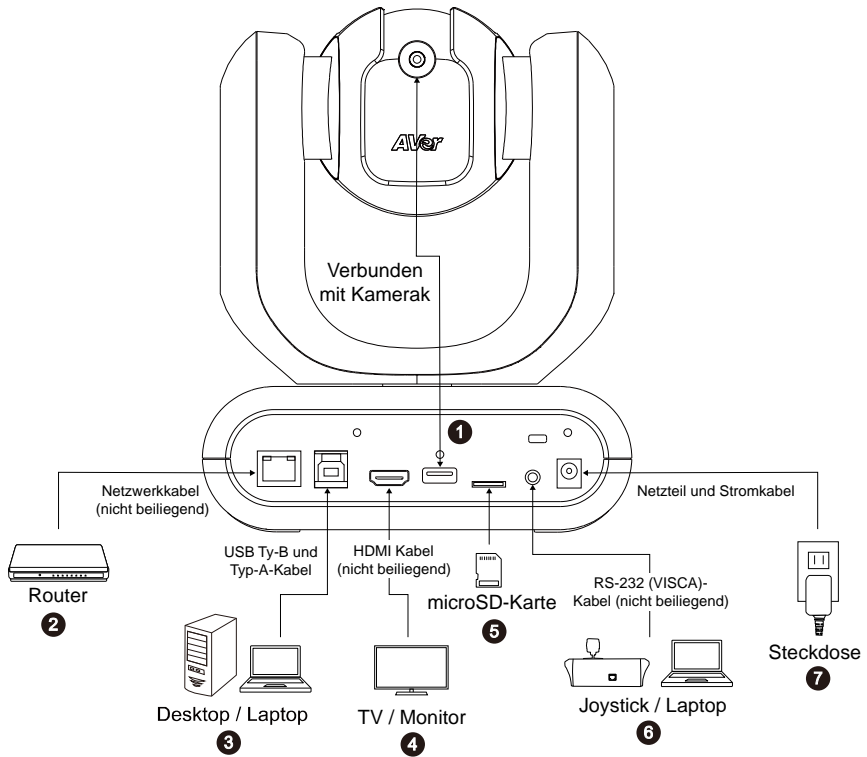 AVer
Verbunden
mit Kamerak
1
Netzwerkkabel
(nicht beiliegend)
Netzteil und Stromkabel
USB Ty-B und
Typ-A-Kabel
HDMI Kabel
(nicht beiliegend)
RS-232 (VISCA)-
Kabel (nicht beiliegend)
Router
2
microSD-Karte
5
Steckdose
7
Desktop / Laptop
3
TV / Monitor
4
Joystick / Laptop
6